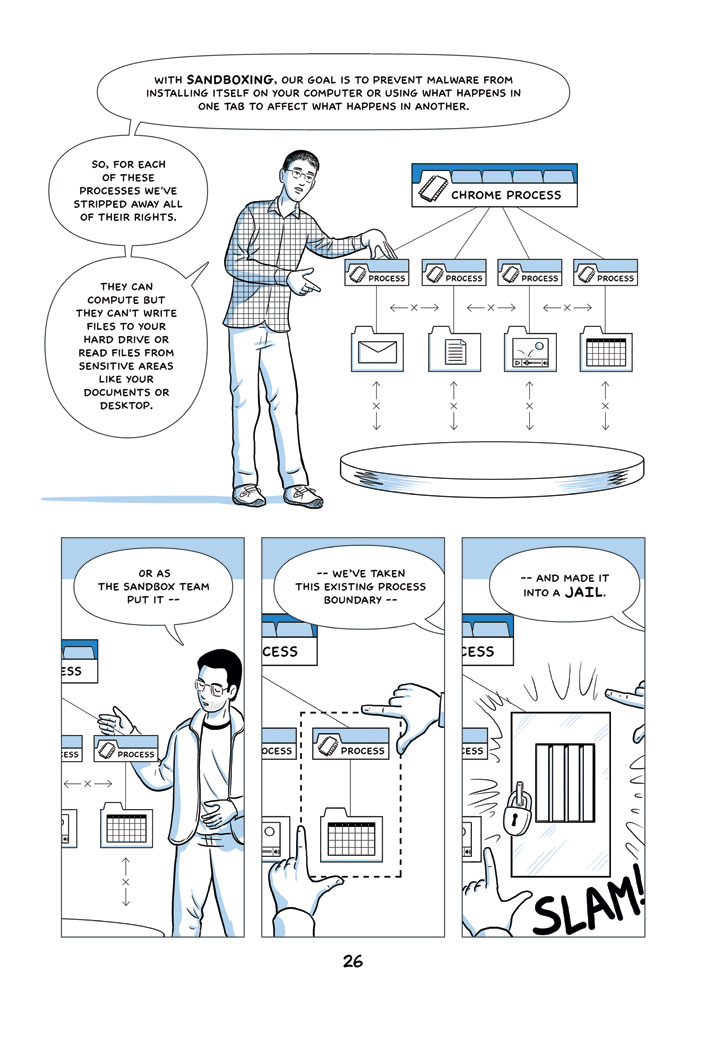 WITH SANDBOXING, OUR GOAL IS TO PREVENT MALWARE FROM
INSTALLING ITSELF ON YOUR COMPUTER OR USING WHAT HAPPENS IN
ONE TAB TO AFFECT WHAT HAPPENS IN ANOTHER.
SO, FOR EACH
OF THESE
PROCESSES WE'VE
STRIPPED AWAY ALL
OF THEIR RIGHTS.
THEY CAN
COMPUTE BUT
THEY CAN'T WRITE
FILES TO YOUR
HARD DRIVE OR
READ FILES FROM
SENSITIVE AREAS
LIKE YOUR
DOCUMENTS OR
DESKTOP.
CHROME PROCESS
PROCESS
PROCESS
PROCESS
PROCESS
OR AS
THE SANDBOX TEAM
PUT IT --
ESS
CESS
PROCESS
-- WE'VE TAKEN
THIS EXISTING PROCESS
BOUNDARY --
CESS
OCESS
PROCESS
-- AND MADE IT
INTO A JAIL.
CESS
OCESS
SLAM!
26